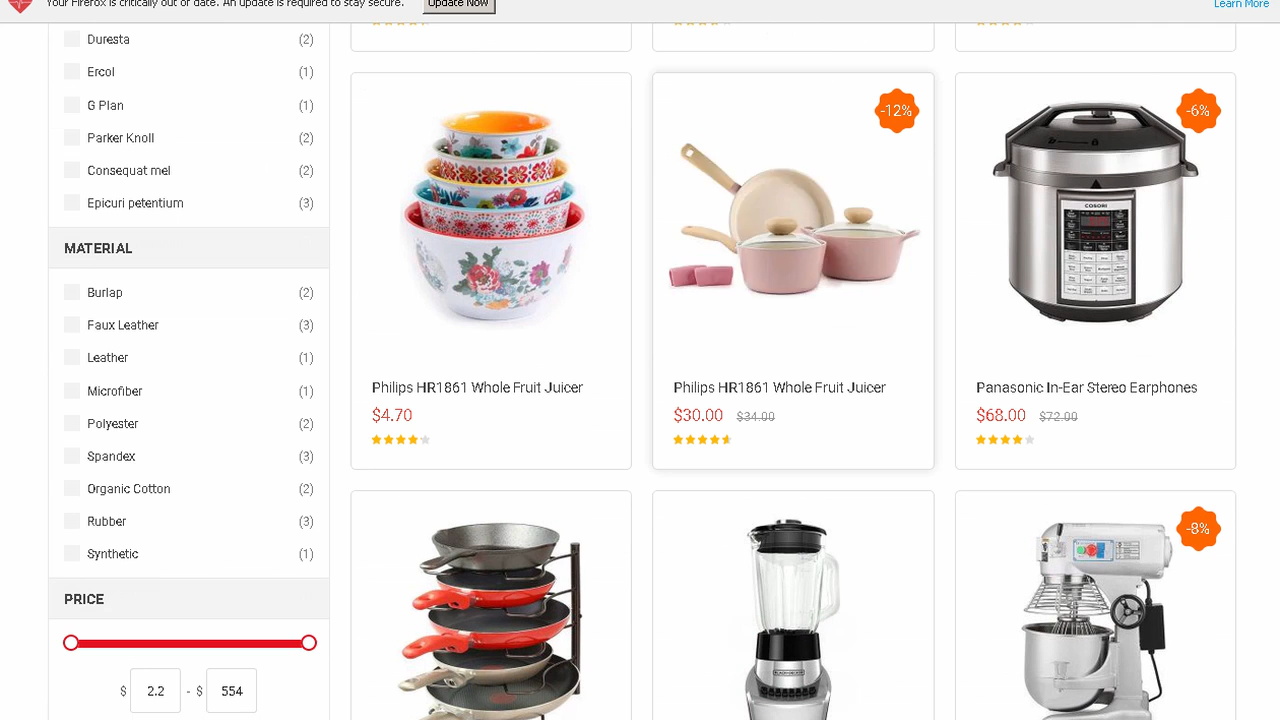 Your Firefox is critically out of date. An update is required to stay secure.
Update Now
Learn More
Duresta (2)
Ercol (1)
G Plan (1)
Parker Knoll (2)
Consequat mel (2)
Epicuri petentium (3)
MATERIAL
Burlap (2)
Faux Leather (3)
Leather (1)
Microfiber (1)
Polyester (2)
Spandex (3)
Organic Cotton (2)
Rubber (3)
Synthetic (1)
PRICE
$ 2.2 - $ 554
Philips HR1861 Whole Fruit Juicer
$4.70
-12%
Philips HR1861 Whole Fruit Juicer
$30.00 $34.00
-6%
COSORI
Panasonic In-Ear Stereo Earphones
$68.00 $72.00
-8%